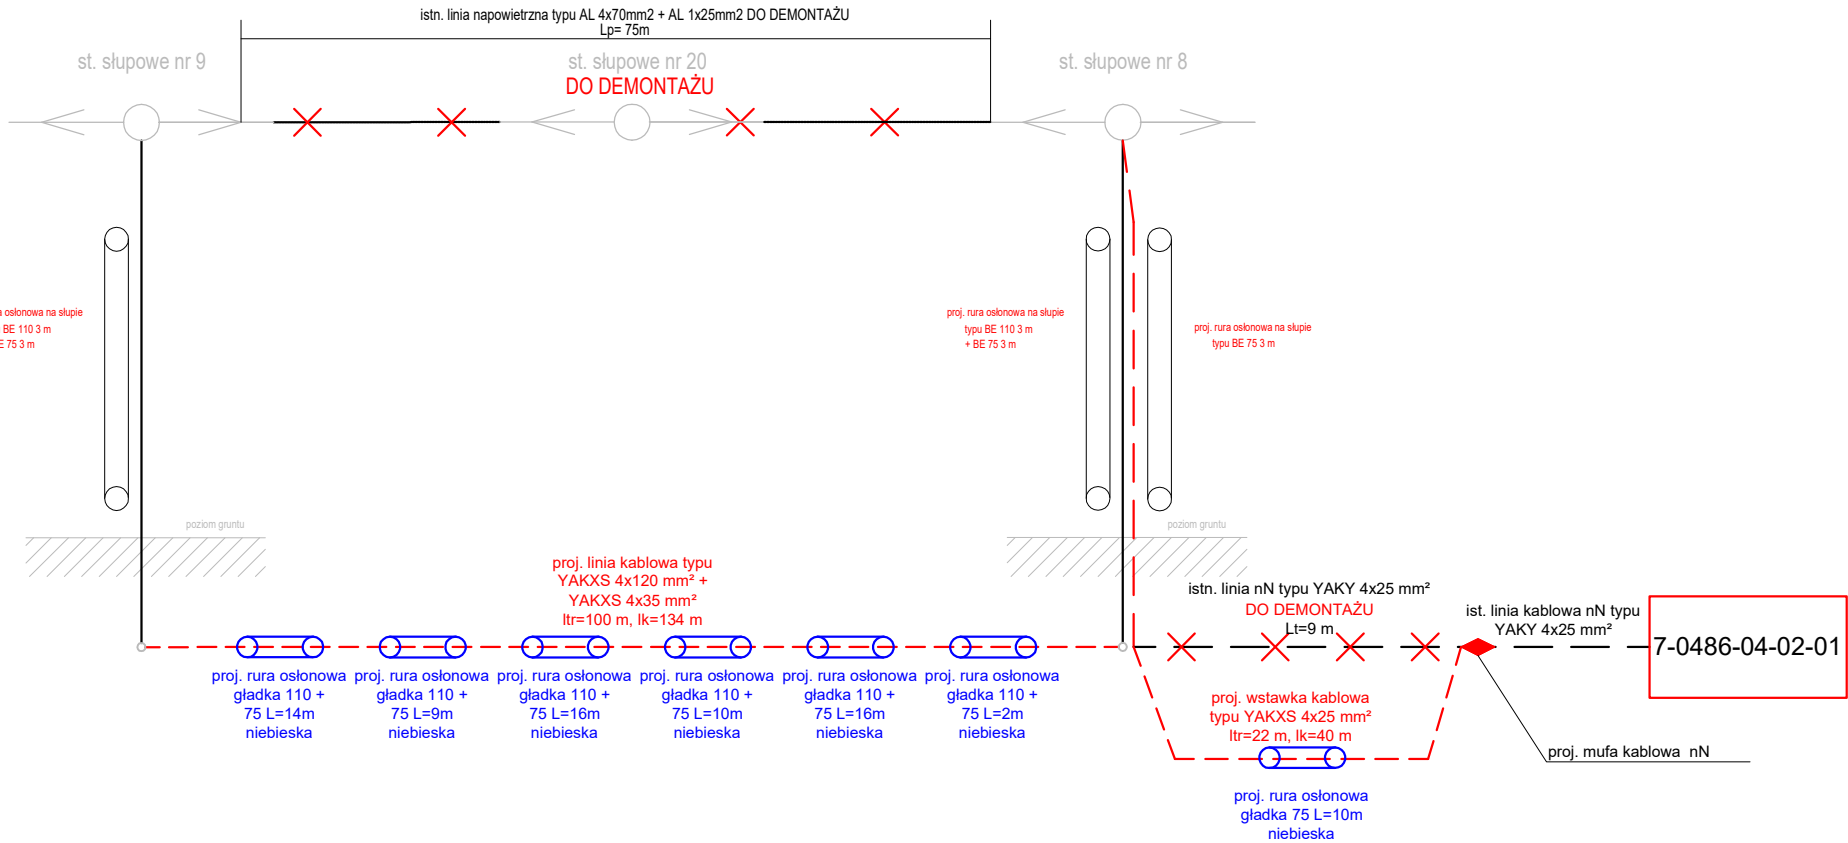 istn. linia napowietrzna typu AL 4x70mm2 + AL 1x25mm2 DO DEMONTAŻU
Lp= 75m
st. słupowe nr 9
st. słupowe nr 20
DO DEMONTAŻU
st. słupowe nr 8
osłonowa na słupie
BE 110 3 m
75 3 m
proj. rura osłonowa na słupie
typu BE 110 3 m
+ BE 75 3 m
proj. rura osłonowa na słupie
typu BE 75 3 m
poziom gruntu
poziom gruntu
proj. linia kablowa typu
YAKXS 4x120 mm² +
YAKXS 4x35 mm²
ltr=100 m, lk=134 m
istn. linia nN typu YAKY 4x25 mm²
DO DEMONTAŻU
Lt=9 m
ist. linia kablowa nN typu
YAKY 4x25 mm²
7-0486-04-02-01
proj. rura osłonowa
gładka 110 +
75 L=14m
niebieska
proj. rura osłonowa
gładka 110 +
75 L=9m
niebieska
proj. rura osłonowa
gładka 110 +
75 L=16m
niebieska
proj. rura osłonowa
gładka 110 +
75 L=10m
niebieska
proj. rura osłonowa
gładka 110 +
75 L=16m
niebieska
proj. rura osłonowa
gładka 110 +
75 L=2m
niebieska
proj. wstawka kablowa
typu YAKXS 4x25 mm²
ltr=22 m, lk=40 m
proj. mufa kablowa nN
proj. rura osłonowa
gładka 75 L=10m
niebieska